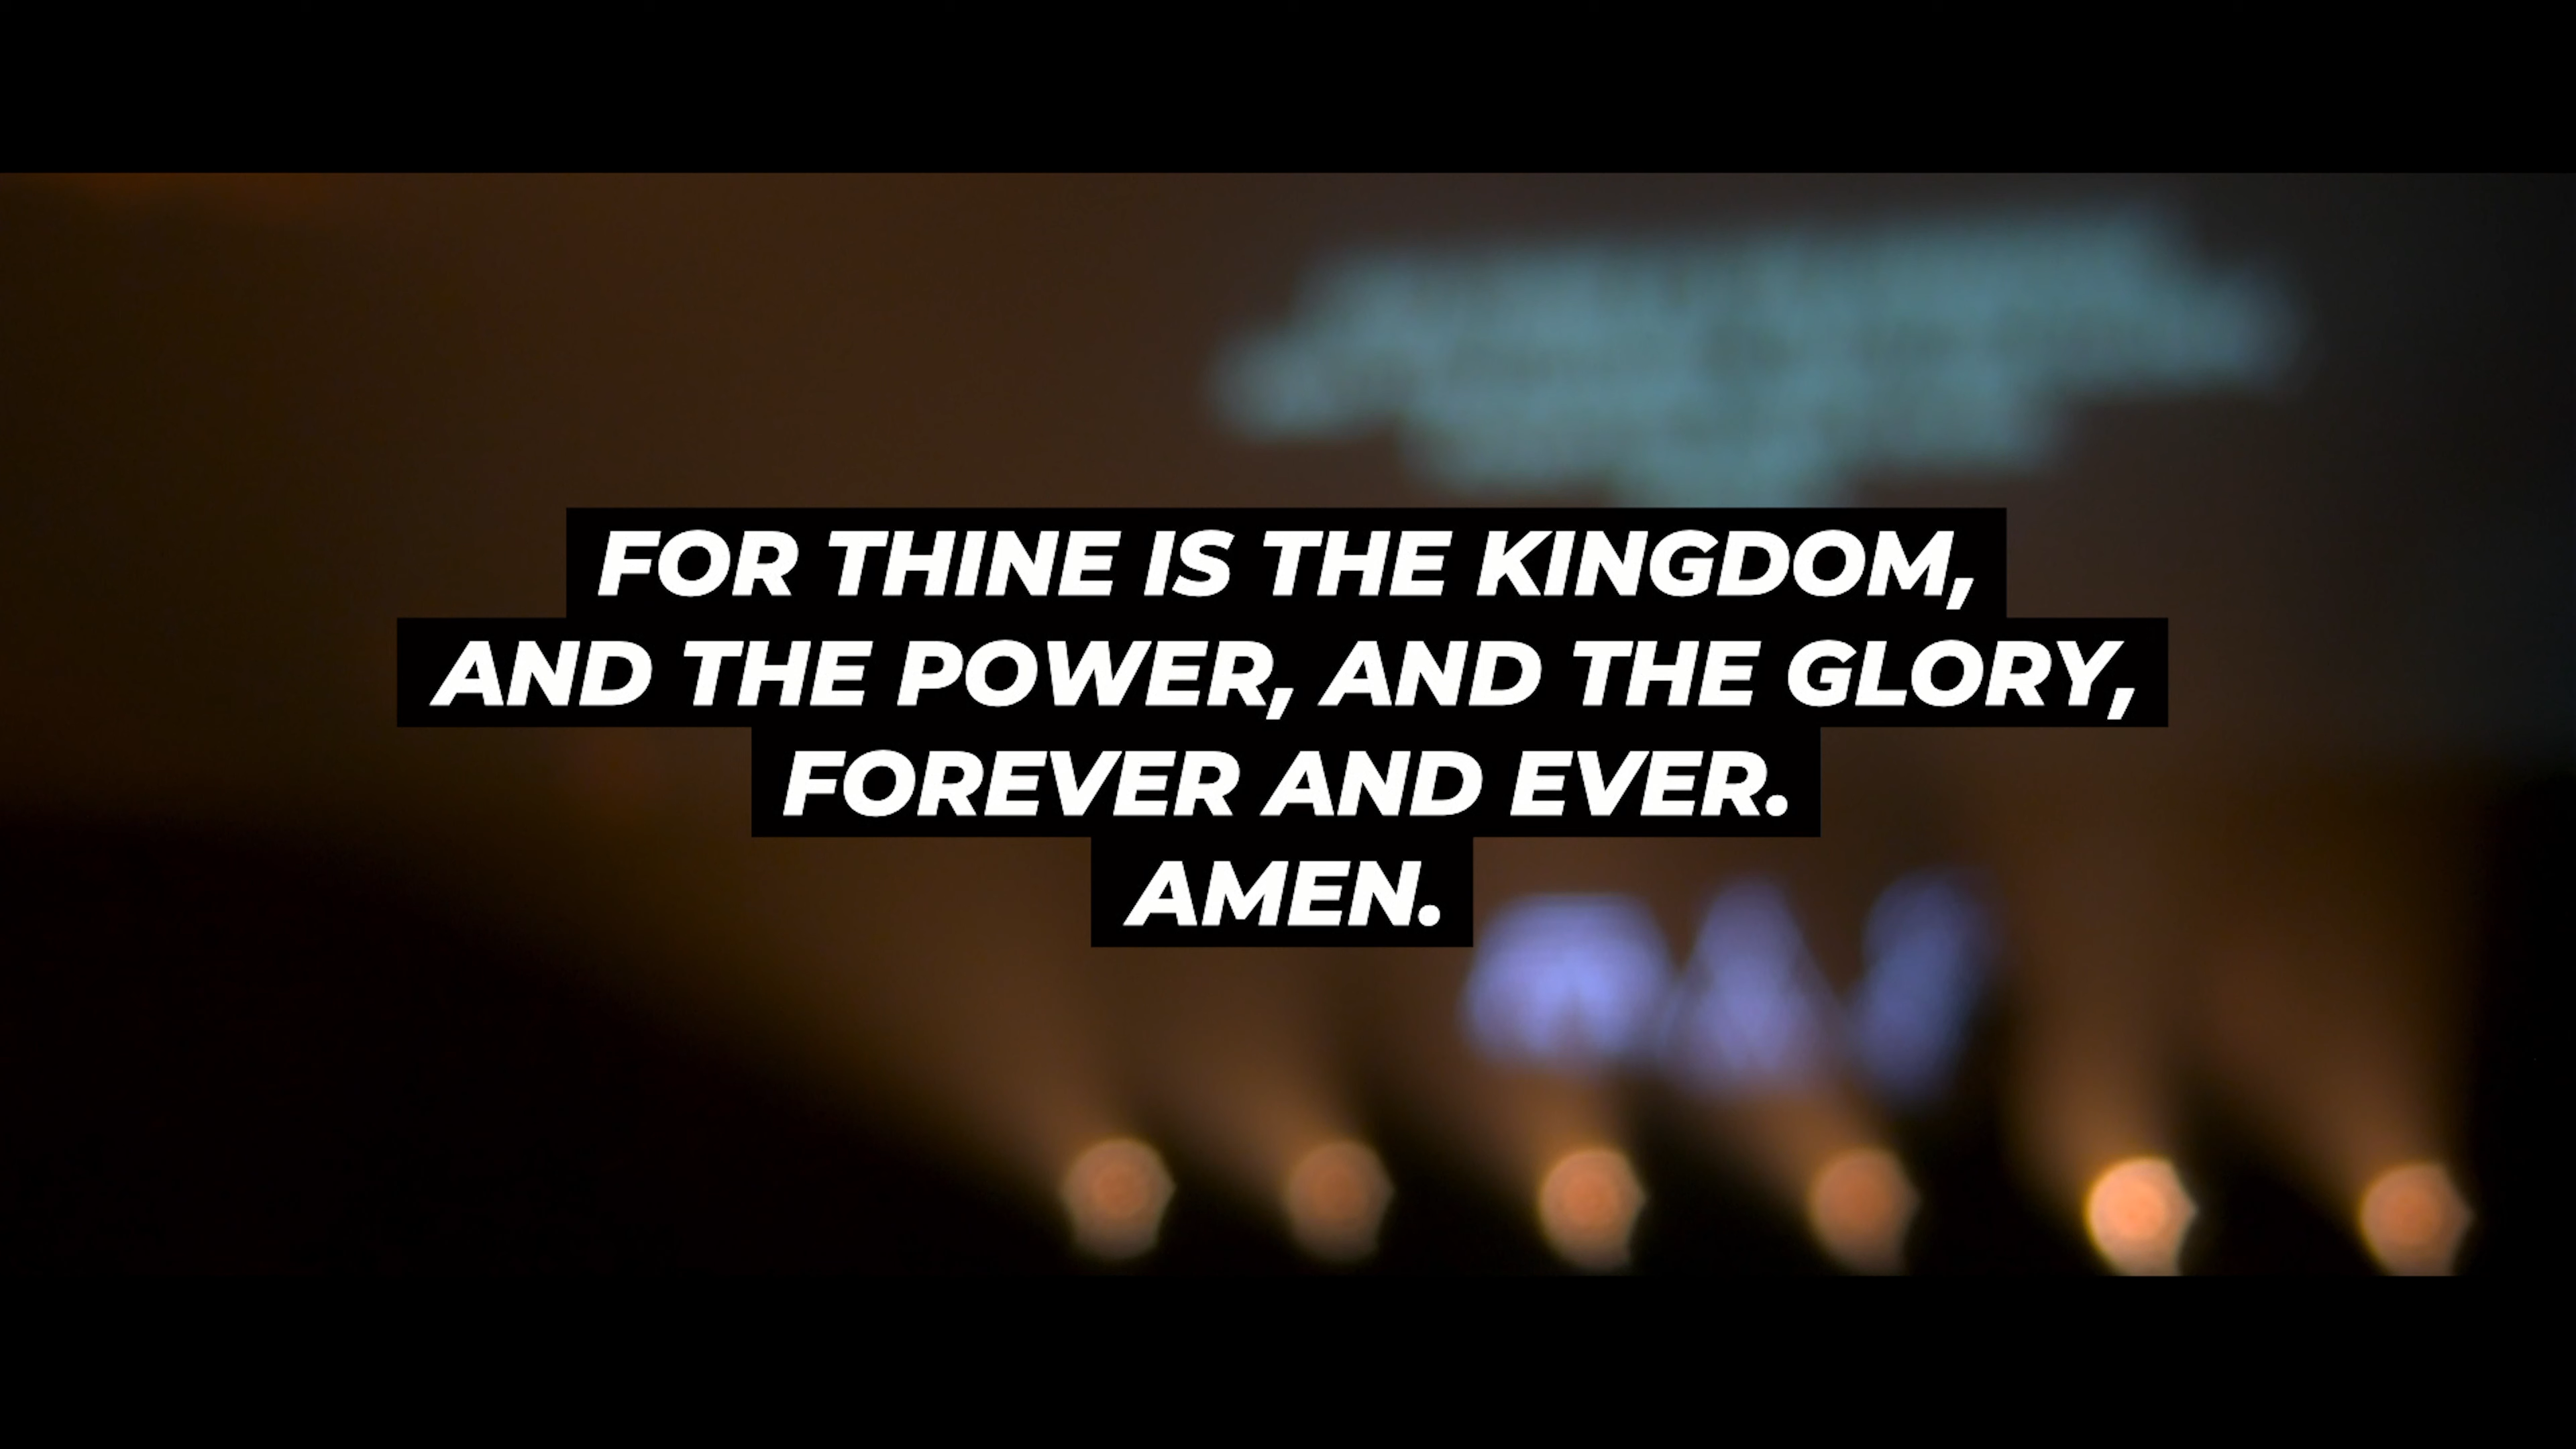 FOR THINE IS THE KINGDOM,
AND THE POWER, AND THE GLORY,
FOREVER AND EVER.
AMEN.